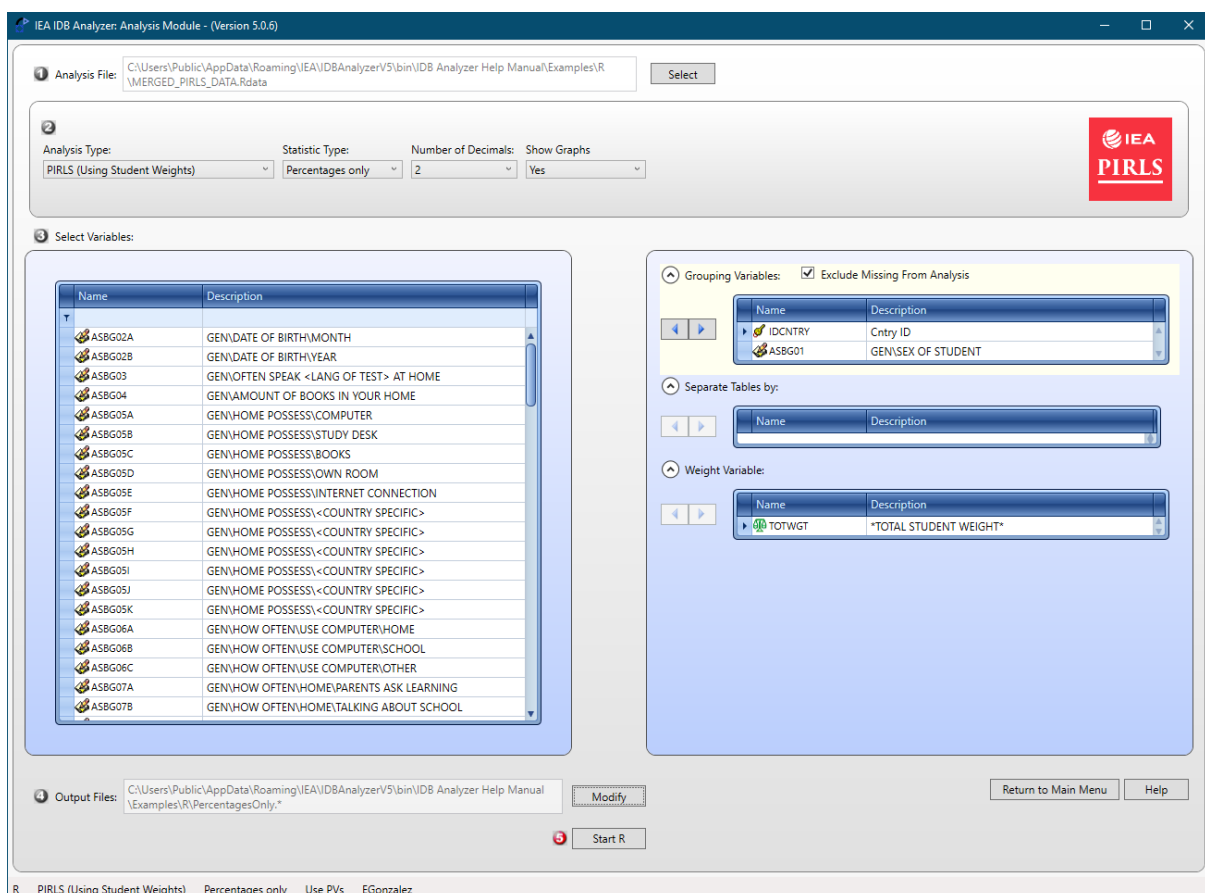 IEA IDB Analyzer: Analysis Module - (Version 5.0.6)
1 Analysis File:
C:\Users\Public\AppData\Roaming\IEA\IDBAnalyzerV5\bin\IDB Analyzer Help Manual\Examples\R
\MERGED_PIRLS_DATA.Rdata
Select
2
Analysis Type: Statistic Type: Number of Decimals: Show Graphs
PIRLS (Using Student Weights) Percentages only 2 Yes
IEA
PIRLS
3 Select Variables:
Name Description
ASBG02A GEN\DATE OF BIRTH\MONTH
ASBG02B GEN\DATE OF BIRTH\YEAR
ASBG03 GEN\OFTEN SPEAK <LANG OF TEST> AT HOME
ASBG04 GEN\AMOUNT OF BOOKS IN YOUR HOME
ASBG05A GEN\HOME POSSESS\COMPUTER
ASBG05B GEN\HOME POSSESS\STUDY DESK
ASBG05C GEN\HOME POSSESS\BOOKS
ASBG05D GEN\HOME POSSESS\OWN ROOM
ASBG05E GEN\HOME POSSESS\INTERNET CONNECTION
ASBG05F GEN\HOME POSSESS\<COUNTRY SPECIFIC>
ASBG05G GEN\HOME POSSESS\<COUNTRY SPECIFIC>
ASBG05H GEN\HOME POSSESS\<COUNTRY SPECIFIC>
ASBG05I GEN\HOME POSSESS\<COUNTRY SPECIFIC>
ASBG05J GEN\HOME POSSESS\<COUNTRY SPECIFIC>
ASBG05K GEN\HOME POSSESS\<COUNTRY SPECIFIC>
ASBG06A GEN\HOW OFTEN\USE COMPUTER\HOME
ASBG06B GEN\HOW OFTEN\USE COMPUTER\SCHOOL
ASBG06C GEN\HOW OFTEN\USE COMPUTER\OTHER
ASBG07A GEN\HOW OFTEN\HOME\PARENTS ASK LEARNING
ASBG07B GEN\HOW OFTEN\HOME\TALKING ABOUT SCHOOL
Grouping Variables: Exclude Missing From Analysis
Name Description
IDCNTRY Cntry ID
ASBG01 GEN\SEX OF STUDENT
Separate Tables by:
Name Description
Weight Variable:
Name Description
TOTWGT *TOTAL STUDENT WEIGHT*
4 Output Files:
C:\Users\Public\AppData\Roaming\IEA\IDBAnalyzerV5\bin\IDB Analyzer Help Manual
\Examples\R\PercentagesOnly.*
Modify
Return to Main Menu Help
5 Start R
R PIRLS (Using Student Weights) Percentages only Use PVs EGonzalez